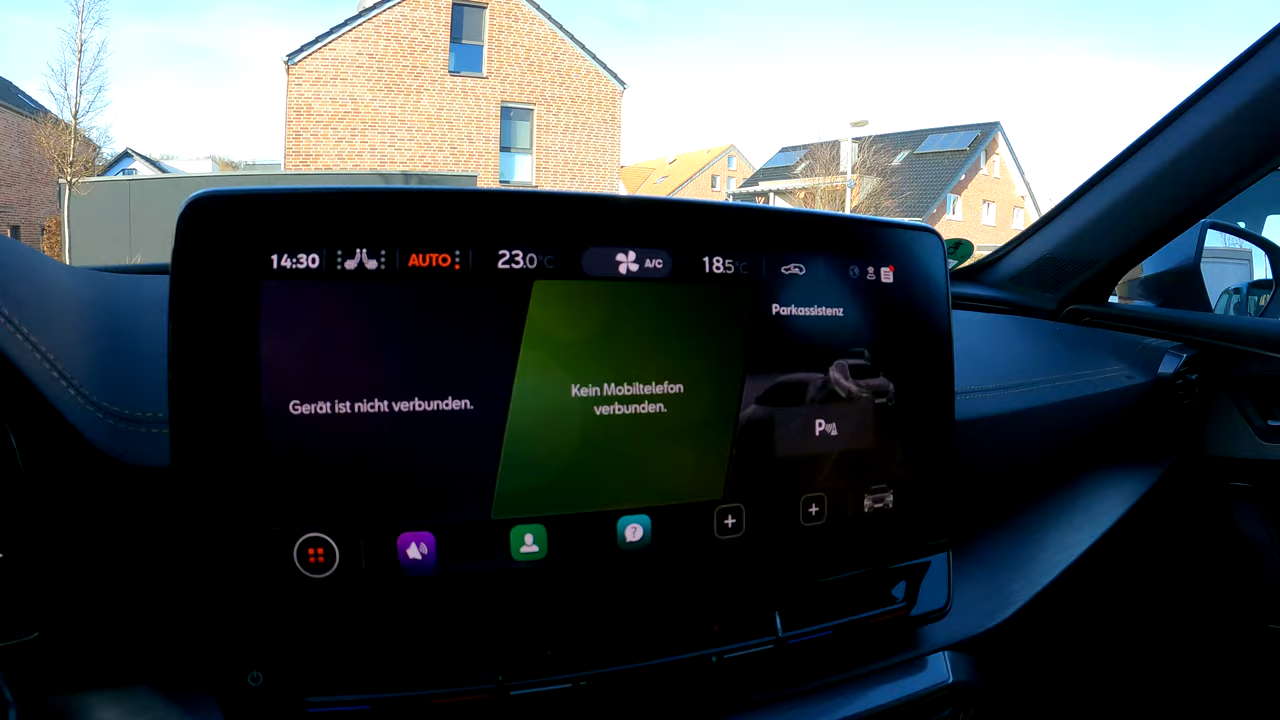 14:30 AUTO 23.0°C A/C 18.5°C
Parkassistenz
Gerät ist nicht verbunden.
Kein Mobiltelefon
verbunden.
P
?